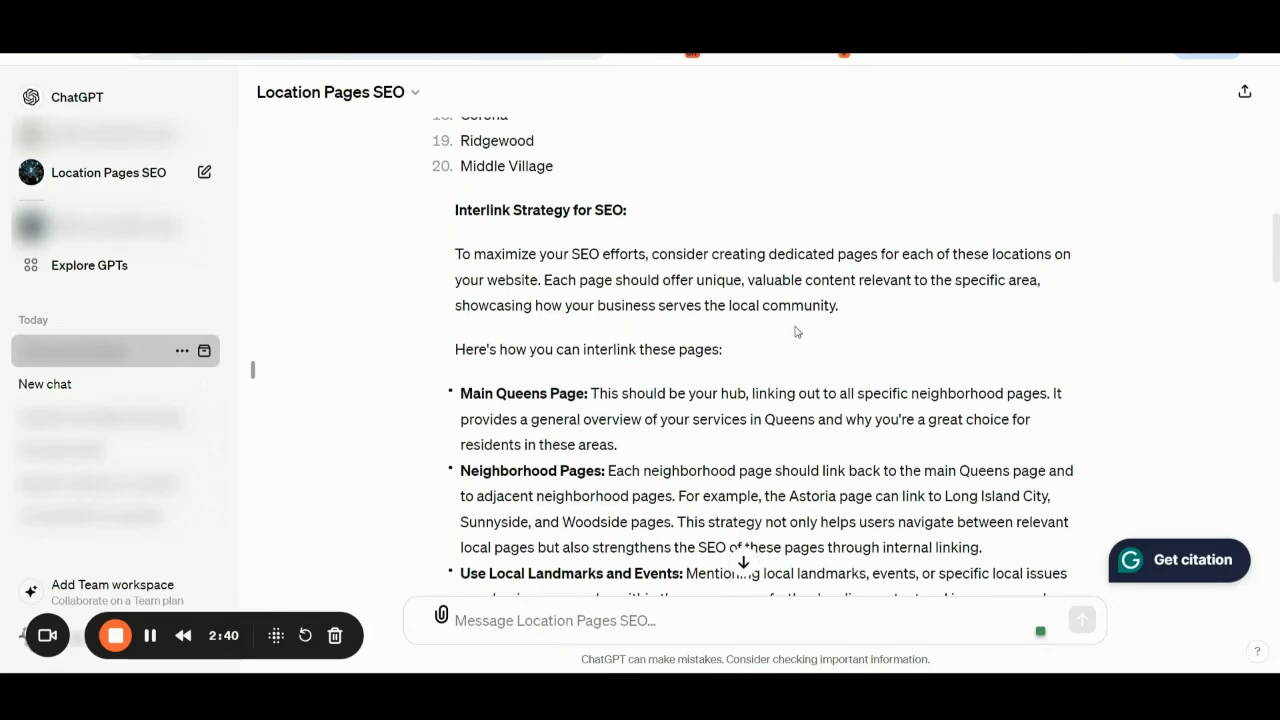 ChatGPT
Location Pages SEO
Explore GPTs
Today
New chat
Add Team workspace
Collaborate on a Team plan
2:40
Location Pages SEO
19. Ridgewood
20. Middle Village
Interlink Strategy for SEO:
To maximize your SEO efforts, consider creating dedicated pages for each of these locations on
your website. Each page should offer unique, valuable content relevant to the specific area,
showcasing how your business serves the local community.
Here's how you can interlink these pages:
• Main Queens Page: This should be your hub, linking out to all specific neighborhood pages. It
provides a general overview of your services in Queens and why you're a great choice for
residents in these areas.
• Neighborhood Pages: Each neighborhood page should link back to the main Queens page and
to adjacent neighborhood pages. For example, the Astoria page can link to Long Island City,
Sunnyside, and Woodside pages. This strategy not only helps users navigate between relevant
local pages but also strengthens the SEO of these pages through internal linking.
• Use Local Landmarks and Events: Mentioning local landmarks, events, or specific local issues
Get citation
Message Location Pages SEO...
ChatGPT can make mistakes. Consider checking important information.
?